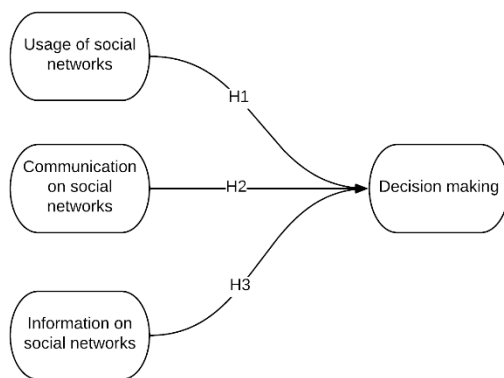 Usage of social
networks
H1
Communication
on social
networks
H2
Decision making
H3
Information on
social networks